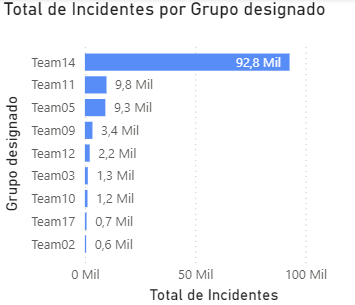 Total de Incidentes por Grupo designado
Grupo designado
Team14 92,8 Mil
Team11 9,8 Mil
Team05 9,3 Mil
Team09 3,4 Mil
Team12 2,2 Mil
Team03 1,3 Mil
Team10 1,2 Mil
Team17 0,7 Mil
Team02 0,6 Mil
0 Mil 50 Mil 100 Mil
Total de Incidentes